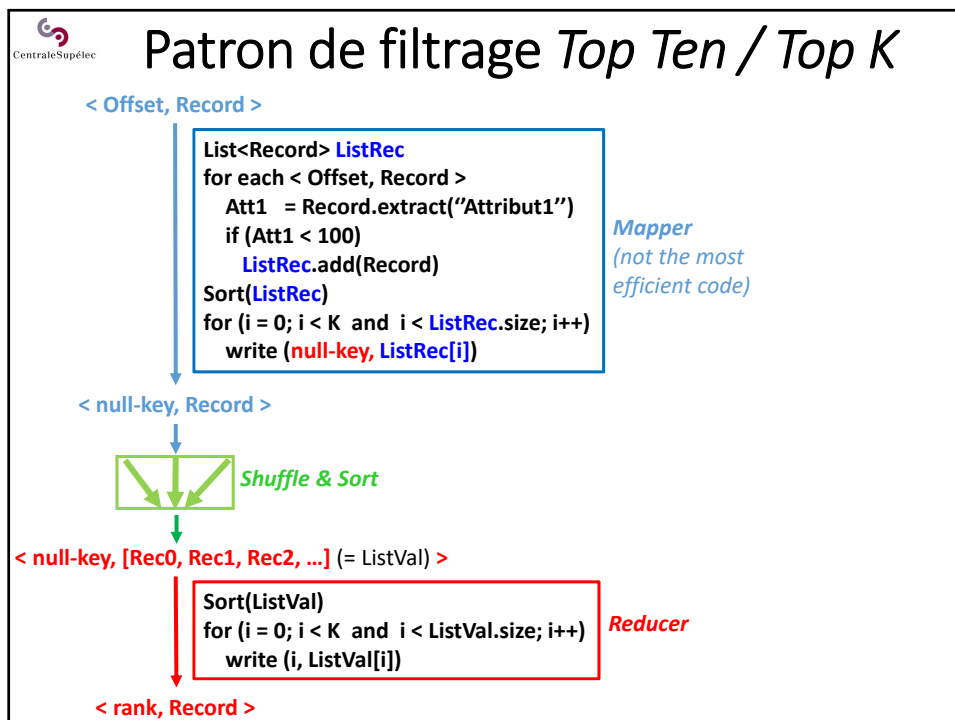 CentraleSupélec
Patron de filtrage Top Ten / Top K
< Offset, Record >
List<Record> ListRec
for each < Offset, Record >
Att1 = Record.extract(‘’Attribut1’’)
if (Att1 < 100)
ListRec.add(Record)
Sort(ListRec)
for (i = 0; i < K and i < ListRec.size; i++)
write (null-key, ListRec[i])
Mapper
(not the most
efficient code)
< null-key, Record >
Shuffle & Sort
< null-key, [Rec0, Rec1, Rec2, …] (= ListVal) >
Sort(ListVal)
for (i = 0; i < K and i < ListVal.size; i++)
write (i, ListVal[i])
Reducer
< rank, Record >